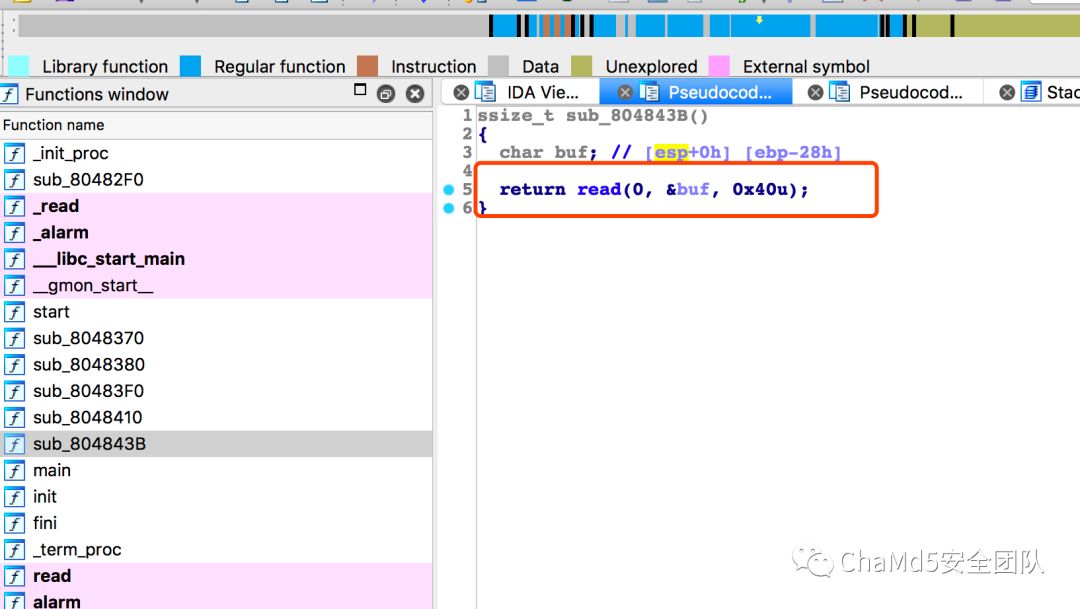 Library function Regular function Instruction Data Unexplored External symbol
Functions window
IDA Vie... Pseudocod... Pseudocod... Stac
Function name
_init_proc
sub_80482F0
_read
_alarm
___libc_start_main
__gmon_start__
start
sub_8048370
sub_8048380
sub_80483F0
sub_8048410
sub_804843B
main
init
fini
_term_proc
read
alarm
1 ssize_t sub_804843B()
2 {
3 char buf; // [esp+0h] [ebp-28h]
4
5 return read(0, &buf, 0x40u);
6 }
ChaMd5安全团队